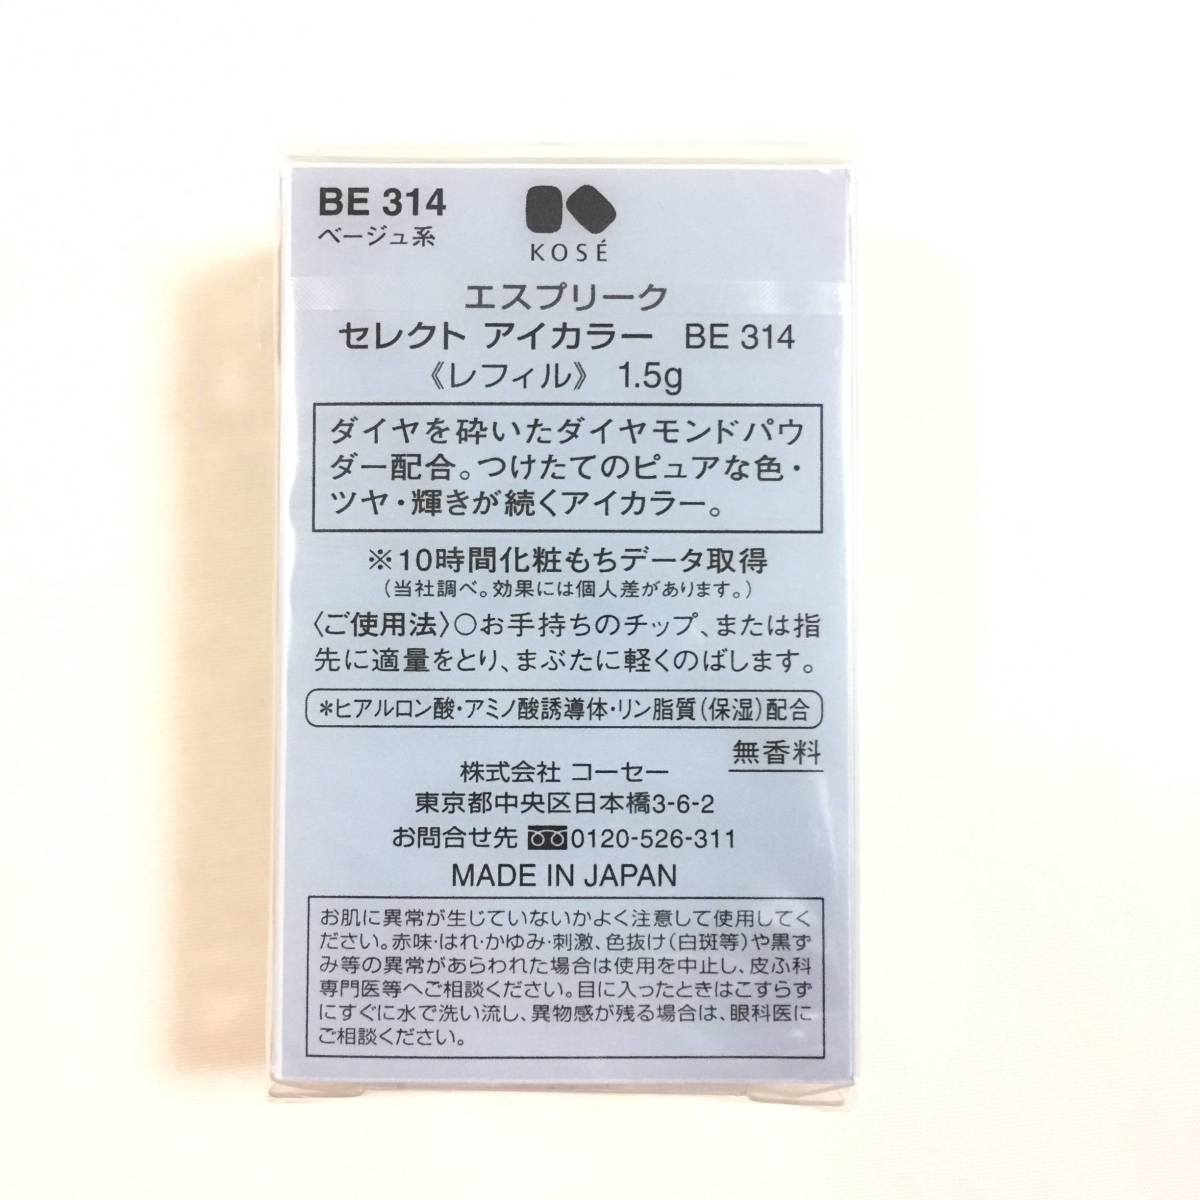 BE 314
ベージュ系
KOSÉ
エスプリーク
セレクト アイカラー BE 314
《レフィル》 1.5g
ダイヤを砕いたダイヤモンドパウ
ダー配合。つけたてのピュアな色・
ツヤ・輝きが続くアイカラー。
※10時間化粧もちデータ取得
(当社調べ。効果には個人差があります。)
〈ご使用法〉○お手持ちのチップ、または指
先に適量をとり、まぶたに軽くのばします。
*ヒアルロン酸・アミノ酸誘導体・リン脂質(保湿)配合
無香料
株式会社 コーセー
東京都中央区日本橋3-6-2
お問合せ先 0120-526-311
MADE IN JAPAN
お肌に異常が生じていないかよく注意して使用してく
ださい。赤味・はれ・かゆみ・刺激、色抜け(白斑等)や黒ず
み等の異常があらわれた場合は使用を中止し、皮ふ科
専門医等へご相談ください。目に入ったときはこすらず
にすぐに水で洗い流し、異物感が残る場合は、眼科医に
ご相談ください。